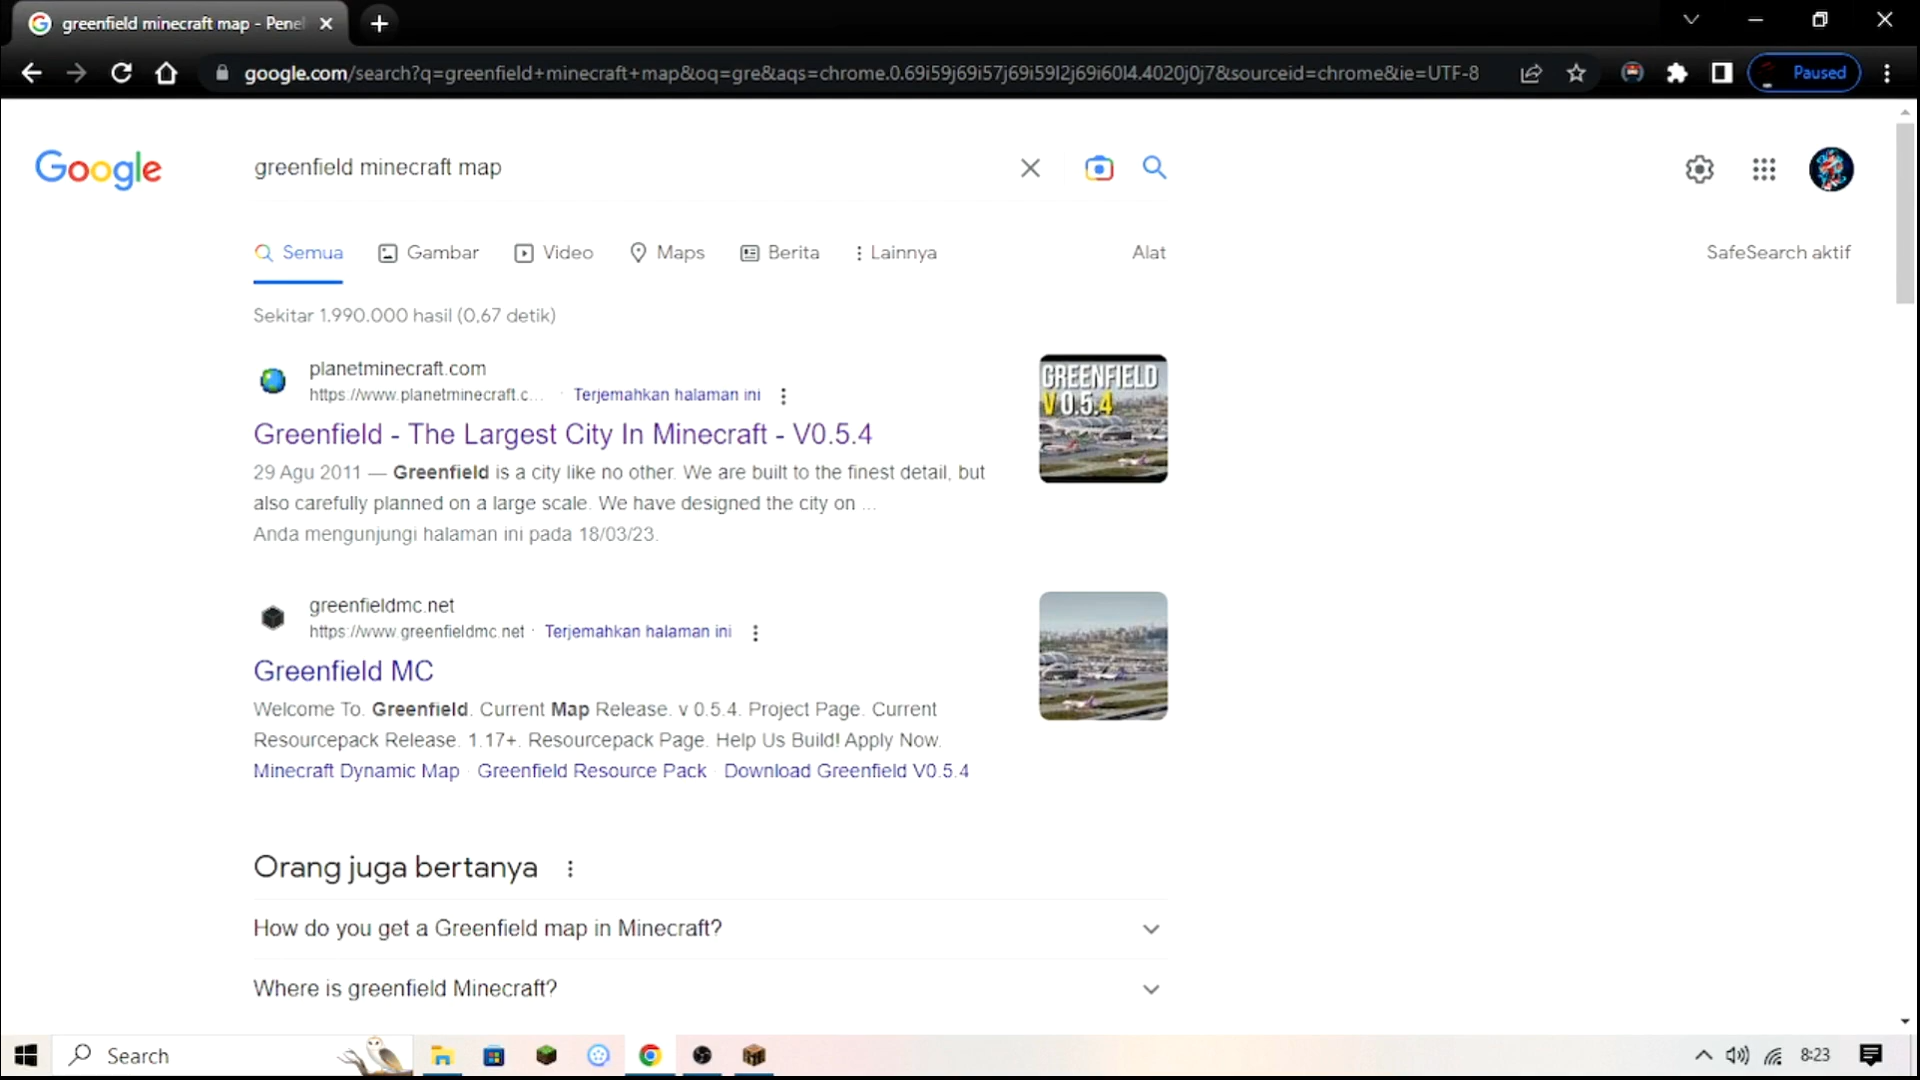 greenfield minecraft map - Pene
google.com/search?q=greenfield+minecraft+map&oq=gre&aqs=chrome.0.69i59j69i57j69i59l2j69i60l4.4020j0j7&sourceid=chrome&ie=UTF-8
Paused
Google
greenfield minecraft map
Semua
Gambar
Video
Maps
Berita
Lainnya
Alat
SafeSearch aktif
Sekitar 1.990.000 hasil (0,67 detik)
planetminecraft.com
https://www.planetminecraft.c... · Terjemahkan halaman ini
Greenfield - The Largest City In Minecraft - V0.5.4
29 Agu 2011 — Greenfield is a city like no other. We are built to the finest detail, but
also carefully planned on a large scale. We have designed the city on ...
Anda mengunjungi halaman ini pada 18/03/23.
GREENFIELD
V 0.5.4
greenfieldmc.net
https://www.greenfieldmc.net · Terjemahkan halaman ini
Greenfield MC
Welcome To. Greenfield. Current Map Release. v 0.5.4. Project Page. Current
Resourcepack Release. 1.17+. Resourcepack Page. Help Us Build! Apply Now.
Minecraft Dynamic Map · Greenfield Resource Pack · Download Greenfield V0.5.4
Orang juga bertanya
How do you get a Greenfield map in Minecraft?
Where is greenfield Minecraft?
Search
8:23